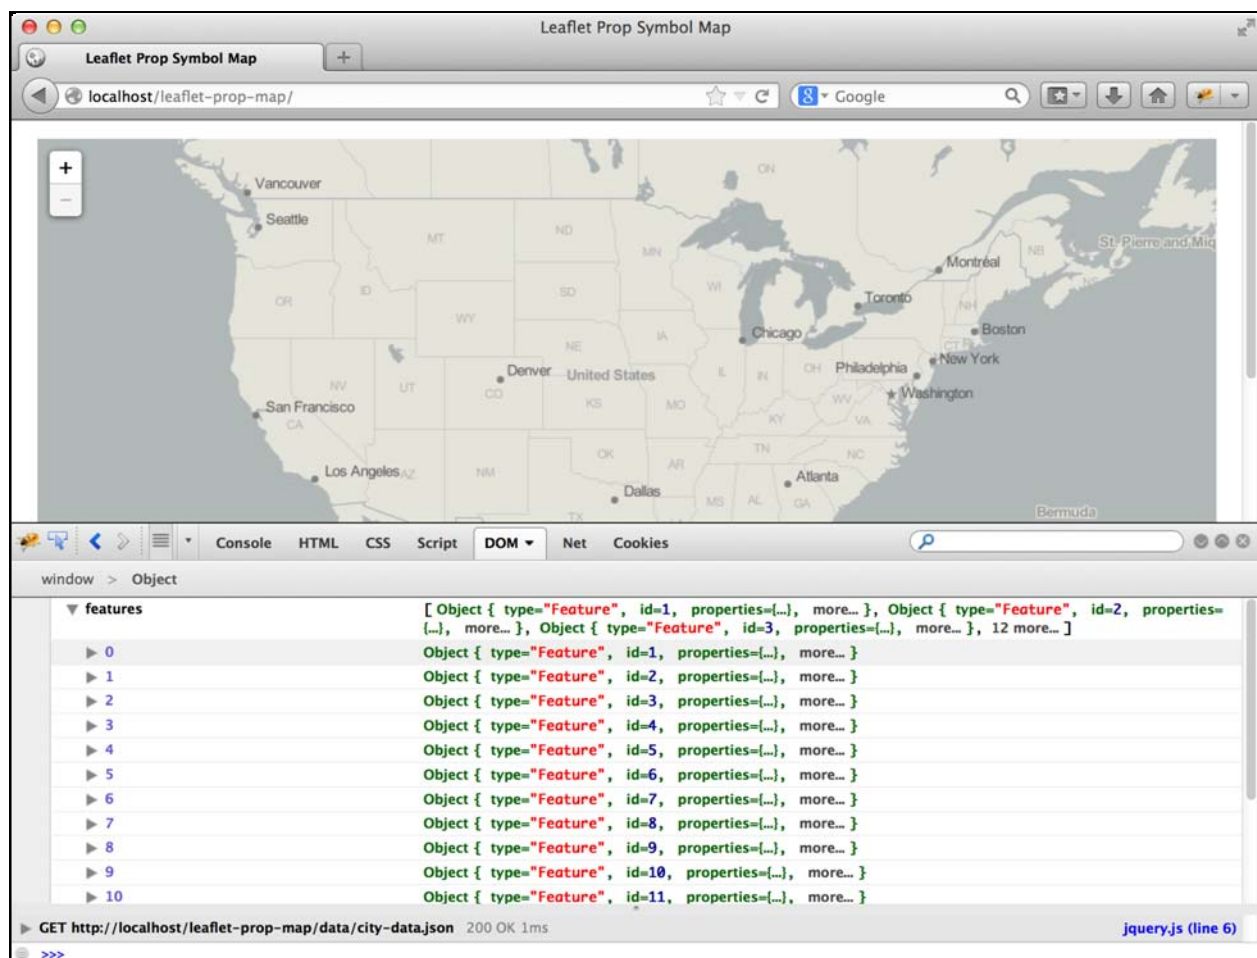 Leaflet Prop Symbol Map
Leaflet Prop Symbol Map
+
localhost/leaflet-prop-map/
Google
+
−
Vancouver
Seattle
ON
MT
ND
MN
NB
St. Pierre and Miq
Montréal
OR
ID
SD
WI
Toronto
NH
WY
IA
Chicago
Boston
NE
CT
New York
Denver
United States
IL
IN
OH
Philadelphia
NV
UT
CO
KS
MO
WV
Washington
San Francisco
CA
KY
VA
TN
NC
OK
AR
Los Angeles
AZ
NM
Atlanta
Dallas
MS
AL
GA
TX
Bermuda
Console HTML CSS Script DOM Net Cookies
window > Object
features [ Object { type="Feature", id=1, properties={...}, more... }, Object { type="Feature", id=2, properties=
{...}, more... }, Object { type="Feature", id=3, properties={...}, more... }, 12 more... ]
0 Object { type="Feature", id=1, properties={...}, more... }
1 Object { type="Feature", id=2, properties={...}, more... }
2 Object { type="Feature", id=3, properties={...}, more... }
3 Object { type="Feature", id=4, properties={...}, more... }
4 Object { type="Feature", id=5, properties={...}, more... }
5 Object { type="Feature", id=6, properties={...}, more... }
6 Object { type="Feature", id=7, properties={...}, more... }
7 Object { type="Feature", id=8, properties={...}, more... }
8 Object { type="Feature", id=9, properties={...}, more... }
9 Object { type="Feature", id=10, properties={...}, more... }
10 Object { type="Feature", id=11, properties={...}, more... }
GET http://localhost/leaflet-prop-map/data/city-data.json 200 OK 1ms jquery.js (line 6)
>>>